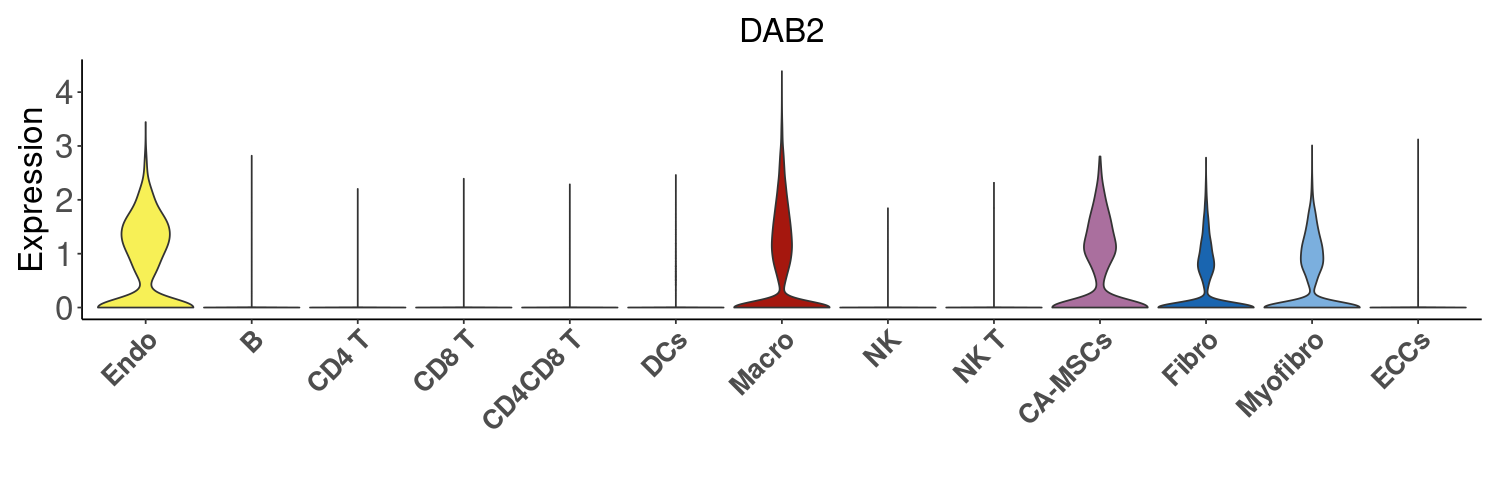 DAB2
Expression
4
3
2
1
0
Endo
B
CD4 T
CD8 T
CD4CD8 T
DCs
Macro
NK
NK T
CA-MSCs
Fibro
Myofibro
ECCs